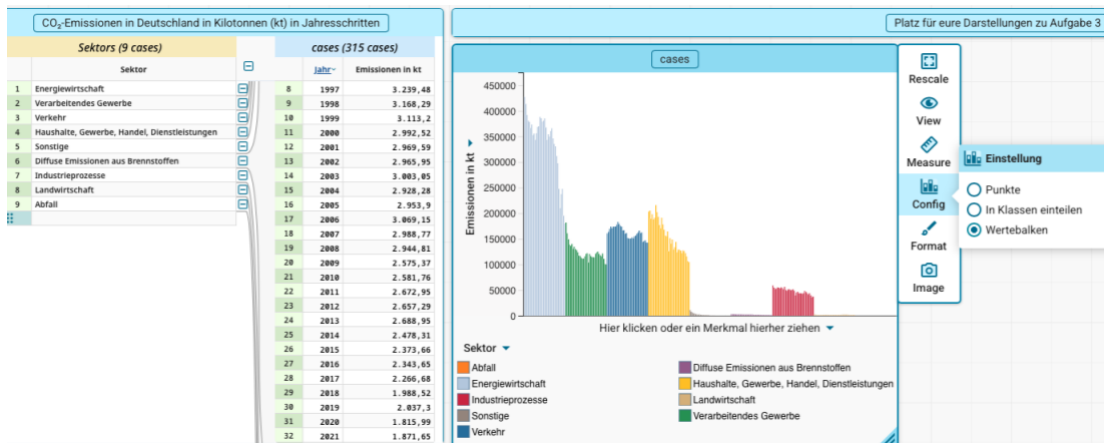 CO₂-Emissionen in Deutschland in Kilotonnen (kt) in Jahresschritten
Sektors (9 cases)
Sektor
1 Energiewirtschaft
2 Verarbeitendes Gewerbe
3 Verkehr
4 Haushalte, Gewerbe, Handel, Dienstleistungen
5 Sonstige
6 Diffuse Emissionen aus Brennstoffen
7 Industrieprozesse
8 Landwirtschaft
9 Abfall
cases (315 cases)
Jahr Emissionen in kt
8 1997 3.239,48
9 1998 3.168,29
10 1999 3.113,2
11 2000 2.992,52
12 2001 2.969,59
13 2002 2.965,95
14 2003 3.003,05
15 2004 2.928,28
16 2005 2.953,9
17 2006 3.069,15
18 2007 2.988,77
19 2008 2.944,81
20 2009 2.575,37
21 2010 2.581,76
22 2011 2.672,95
23 2012 2.657,29
24 2013 2.688,95
25 2014 2.478,31
26 2015 2.373,66
27 2016 2.343,65
28 2017 2.266,68
29 2018 1.988,52
30 2019 2.037,3
31 2020 1.815,99
32 2021 1.871,65
Platz für eure Darstellungen zu Aufgabe 3
cases
Emissionen in kt
450000
400000
350000
300000
250000
200000
150000
100000
50000
0
Hier klicken oder ein Merkmal hierher ziehen
Sektor
Abfall
Energiewirtschaft
Industrieprozesse
Sonstige
Verkehr
Diffuse Emissionen aus Brennstoffen
Haushalte, Gewerbe, Handel, Dienstleistungen
Landwirtschaft
Verarbeitendes Gewerbe
Rescale
View
Measure
Config
Format
Image
Einstellung
Punkte
In Klassen einteilen
Wertebalken